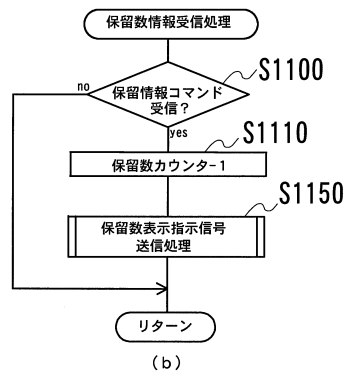 保留数情報受信処理
S1100
no
保留情報コマンド
受信？
yes
S1110
保留数カウンタ-1
S1150
保留数表示指示信号
送信処理
リターン
(b)